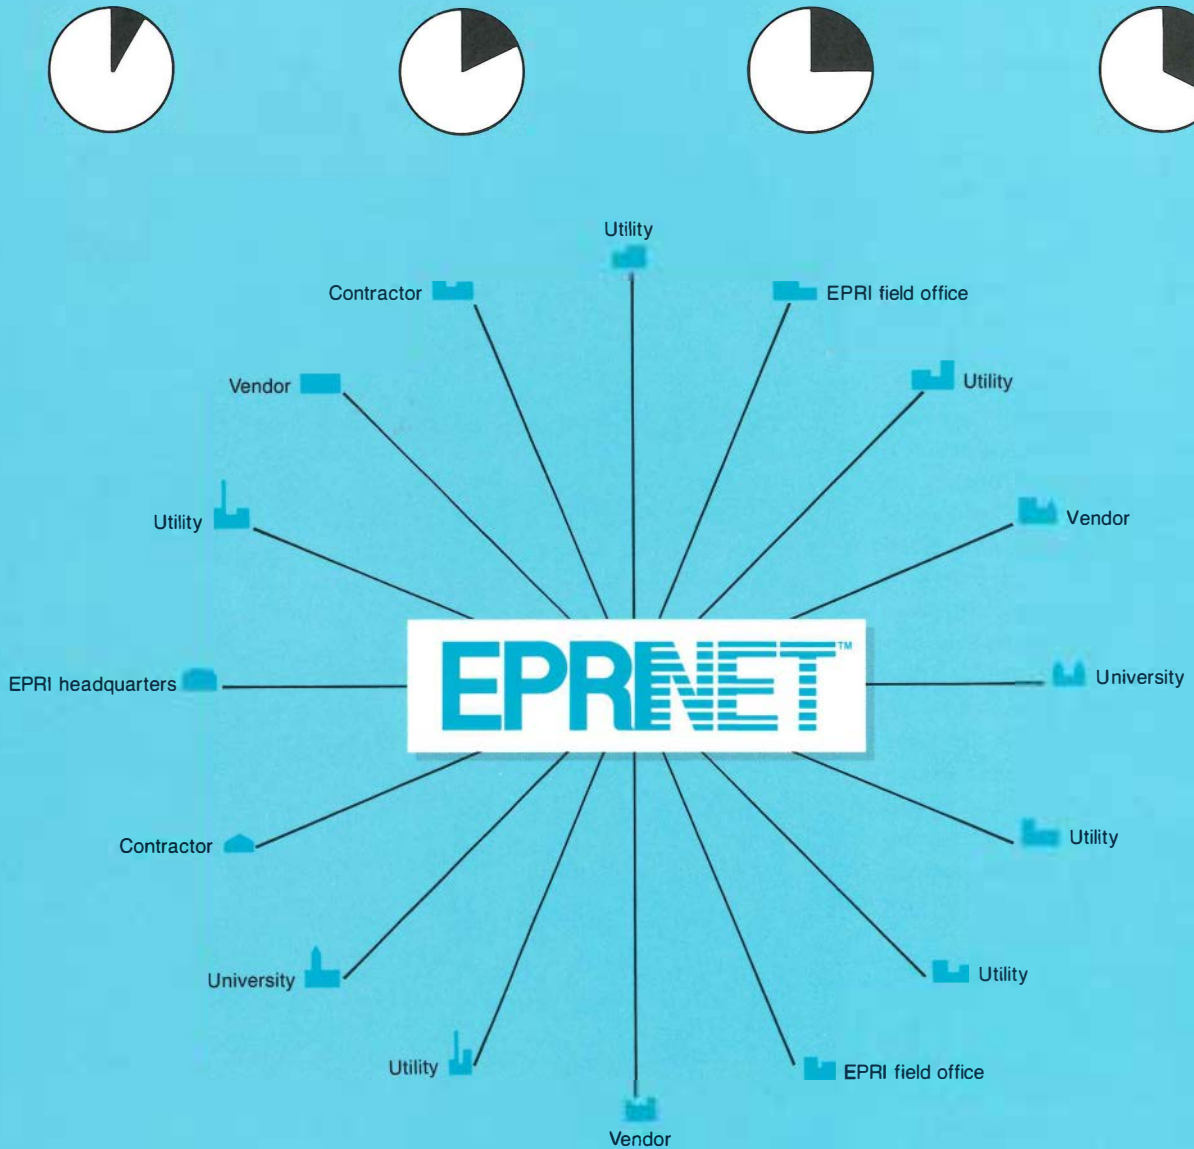 Utility
Contractor
EPRI field office
Vendor
Utility
Utility
Vendor
EPRINET™
EPRI headquarters
University
Contractor
Utility
University
Utility
Utility
EPRI field office
Vendor